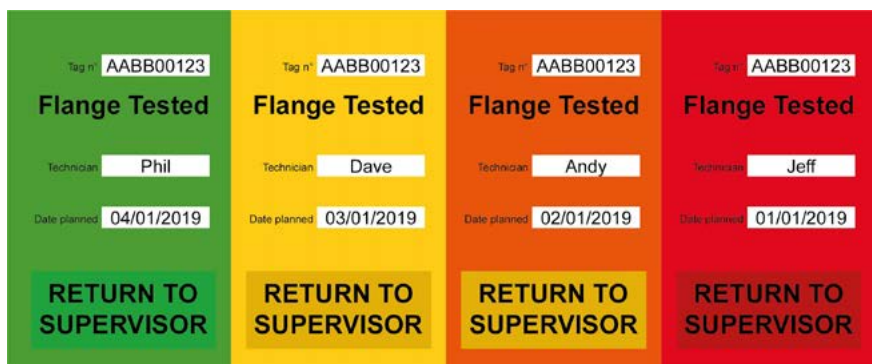 Tag n° AABB00123
Flange Tested
Technician Phil
Date planned 04/01/2019
RETURN TO
SUPERVISOR
Tag n° AABB00123
Flange Tested
Technician Dave
Date planned 03/01/2019
RETURN TO
SUPERVISOR
Tag n° AABB00123
Flange Tested
Technician Andy
Date planned 02/01/2019
RETURN TO
SUPERVISOR
Tag n° AABB00123
Flange Tested
Technician Jeff
Date planned 01/01/2019
RETURN TO
SUPERVISOR